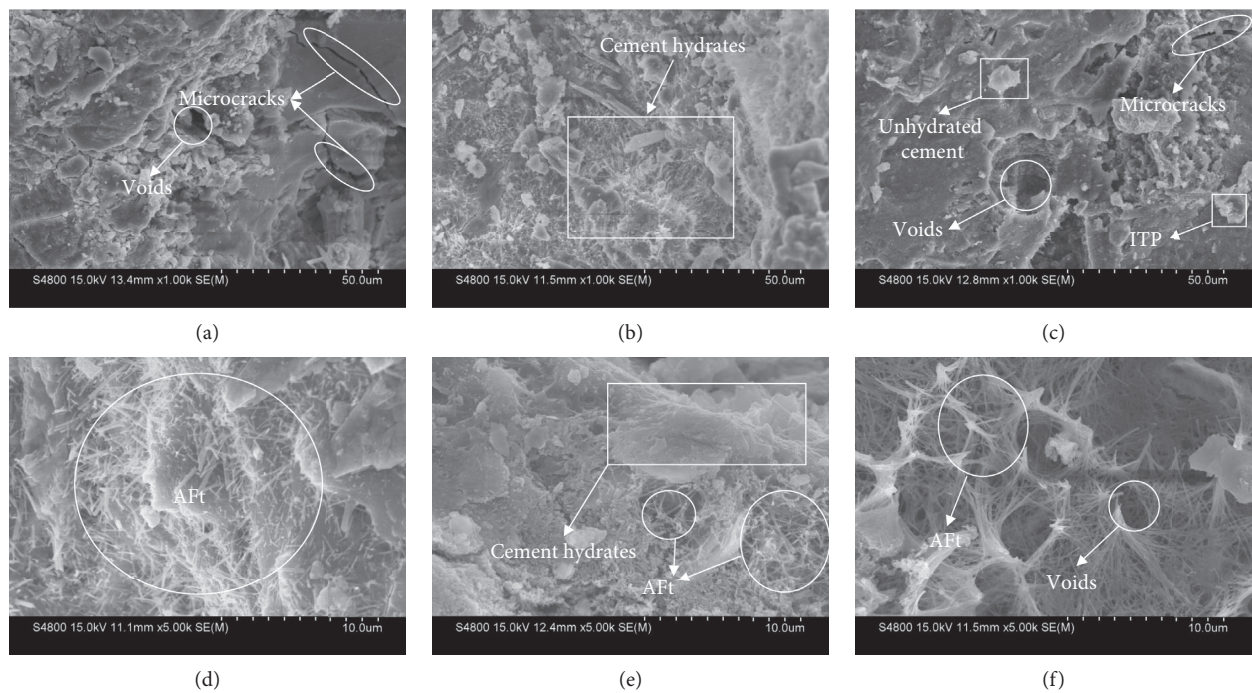 Microcracks
Voids
S4800 15.0kV 13.4mm x1.00k SE(M)
50.0um
(a)
Cement hydrates
S4800 15.0kV 11.5mm x1.00k SE(M)
50.0um
(b)
Microcracks
Unhydrated
cement
Voids
ITP
S4800 15.0kV 12.8mm x1.00k SE(M)
50.0um
(c)
AFt
S4800 15.0kV 11.1mm x5.00k SE(M)
10.0um
(d)
Cement hydrates
AFt
S4800 15.0kV 12.4mm x5.00k SE(M)
10.0um
(e)
AFt
Voids
S4800 15.0kV 11.5mm x5.00k SE(M)
10.0um
(f)